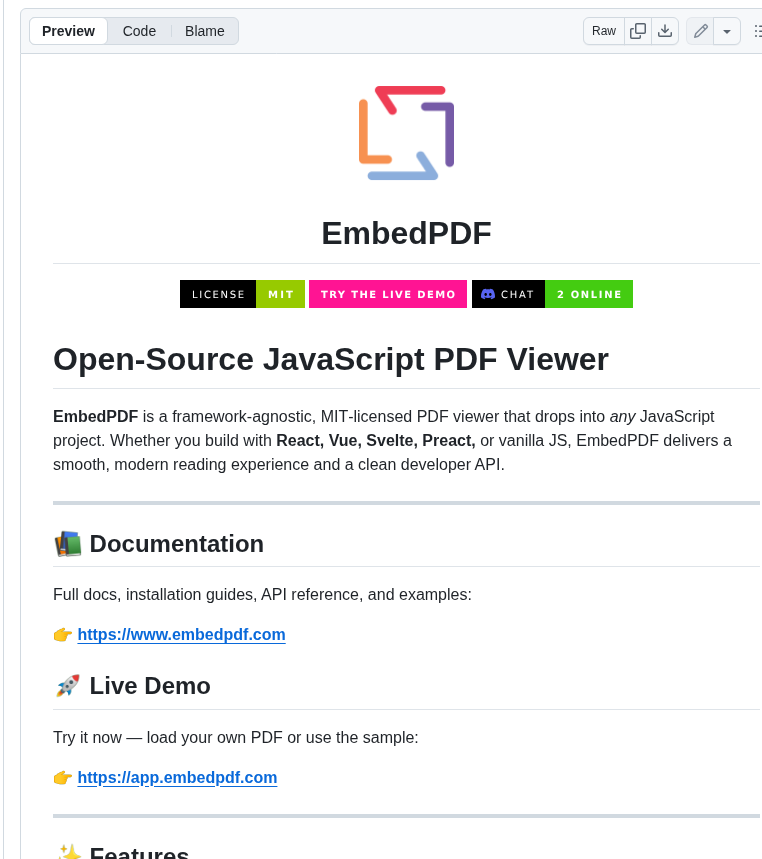 Preview Code Blame Raw
EmbedPDF
LICENSE MIT TRY THE LIVE DEMO CHAT 2 ONLINE
Open-Source JavaScript PDF Viewer
EmbedPDF is a framework-agnostic, MIT-licensed PDF viewer that drops into any JavaScript
project. Whether you build with React, Vue, Svelte, Preact, or vanilla JS, EmbedPDF delivers a
smooth, modern reading experience and a clean developer API.
📚 Documentation
Full docs, installation guides, API reference, and examples:
👉 https://www.embedpdf.com
🚀 Live Demo
Try it now — load your own PDF or use the sample:
👉 https://app.embedpdf.com
✨ Features